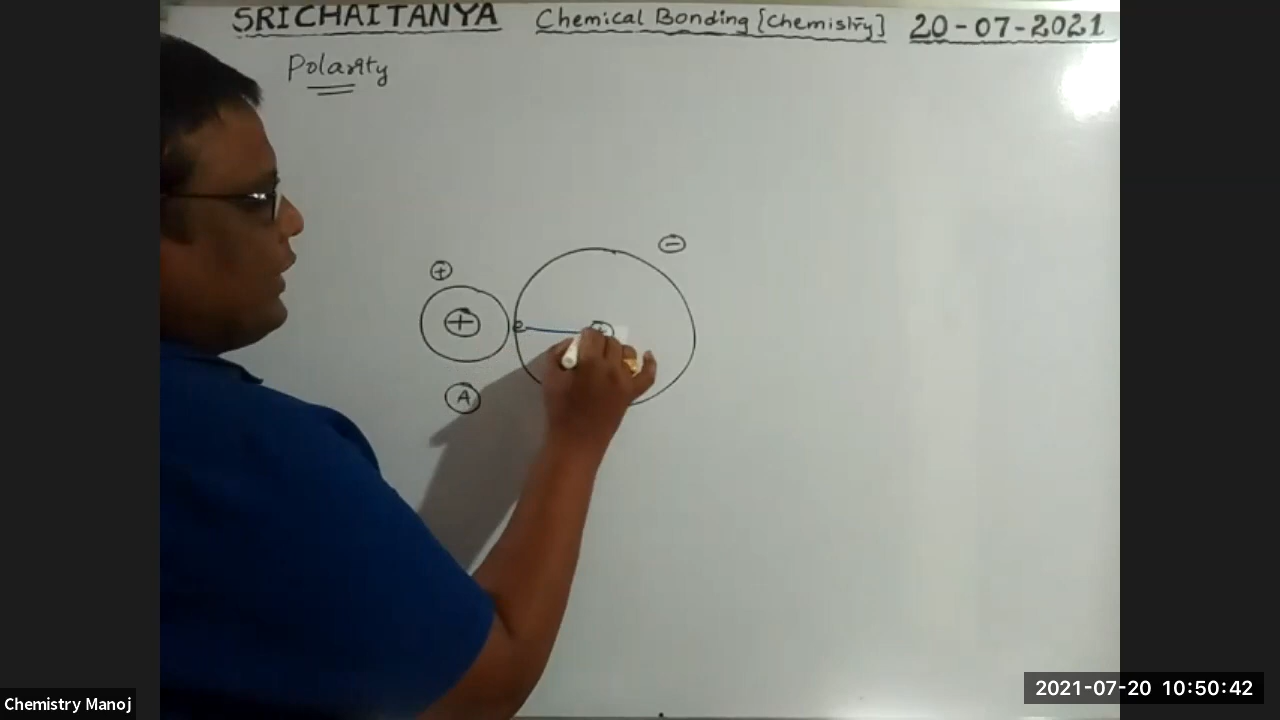 SRICHAITANYA Chemical Bonding [Chemistry] 20-07-2021
Polarity
−
+
+ e +
A
Chemistry Manoj
2021-07-20 10:50:42